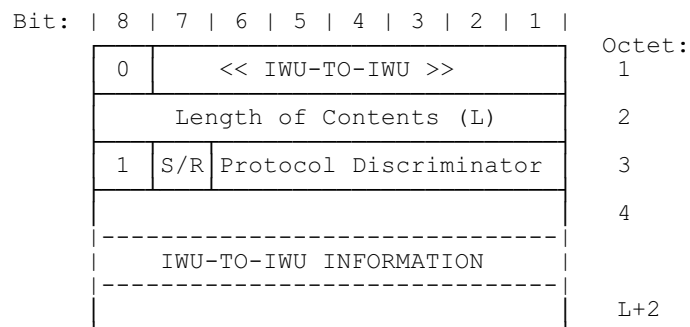 Bit: | 8 | 7 | 6 | 5 | 4 | 3 | 2 | 1 |
Octet:
0 << IWU-TO-IWU >> 1
Length of Contents (L) 2
1 S/R Protocol Discriminator 3
4
IWU-TO-IWU INFORMATION
L+2